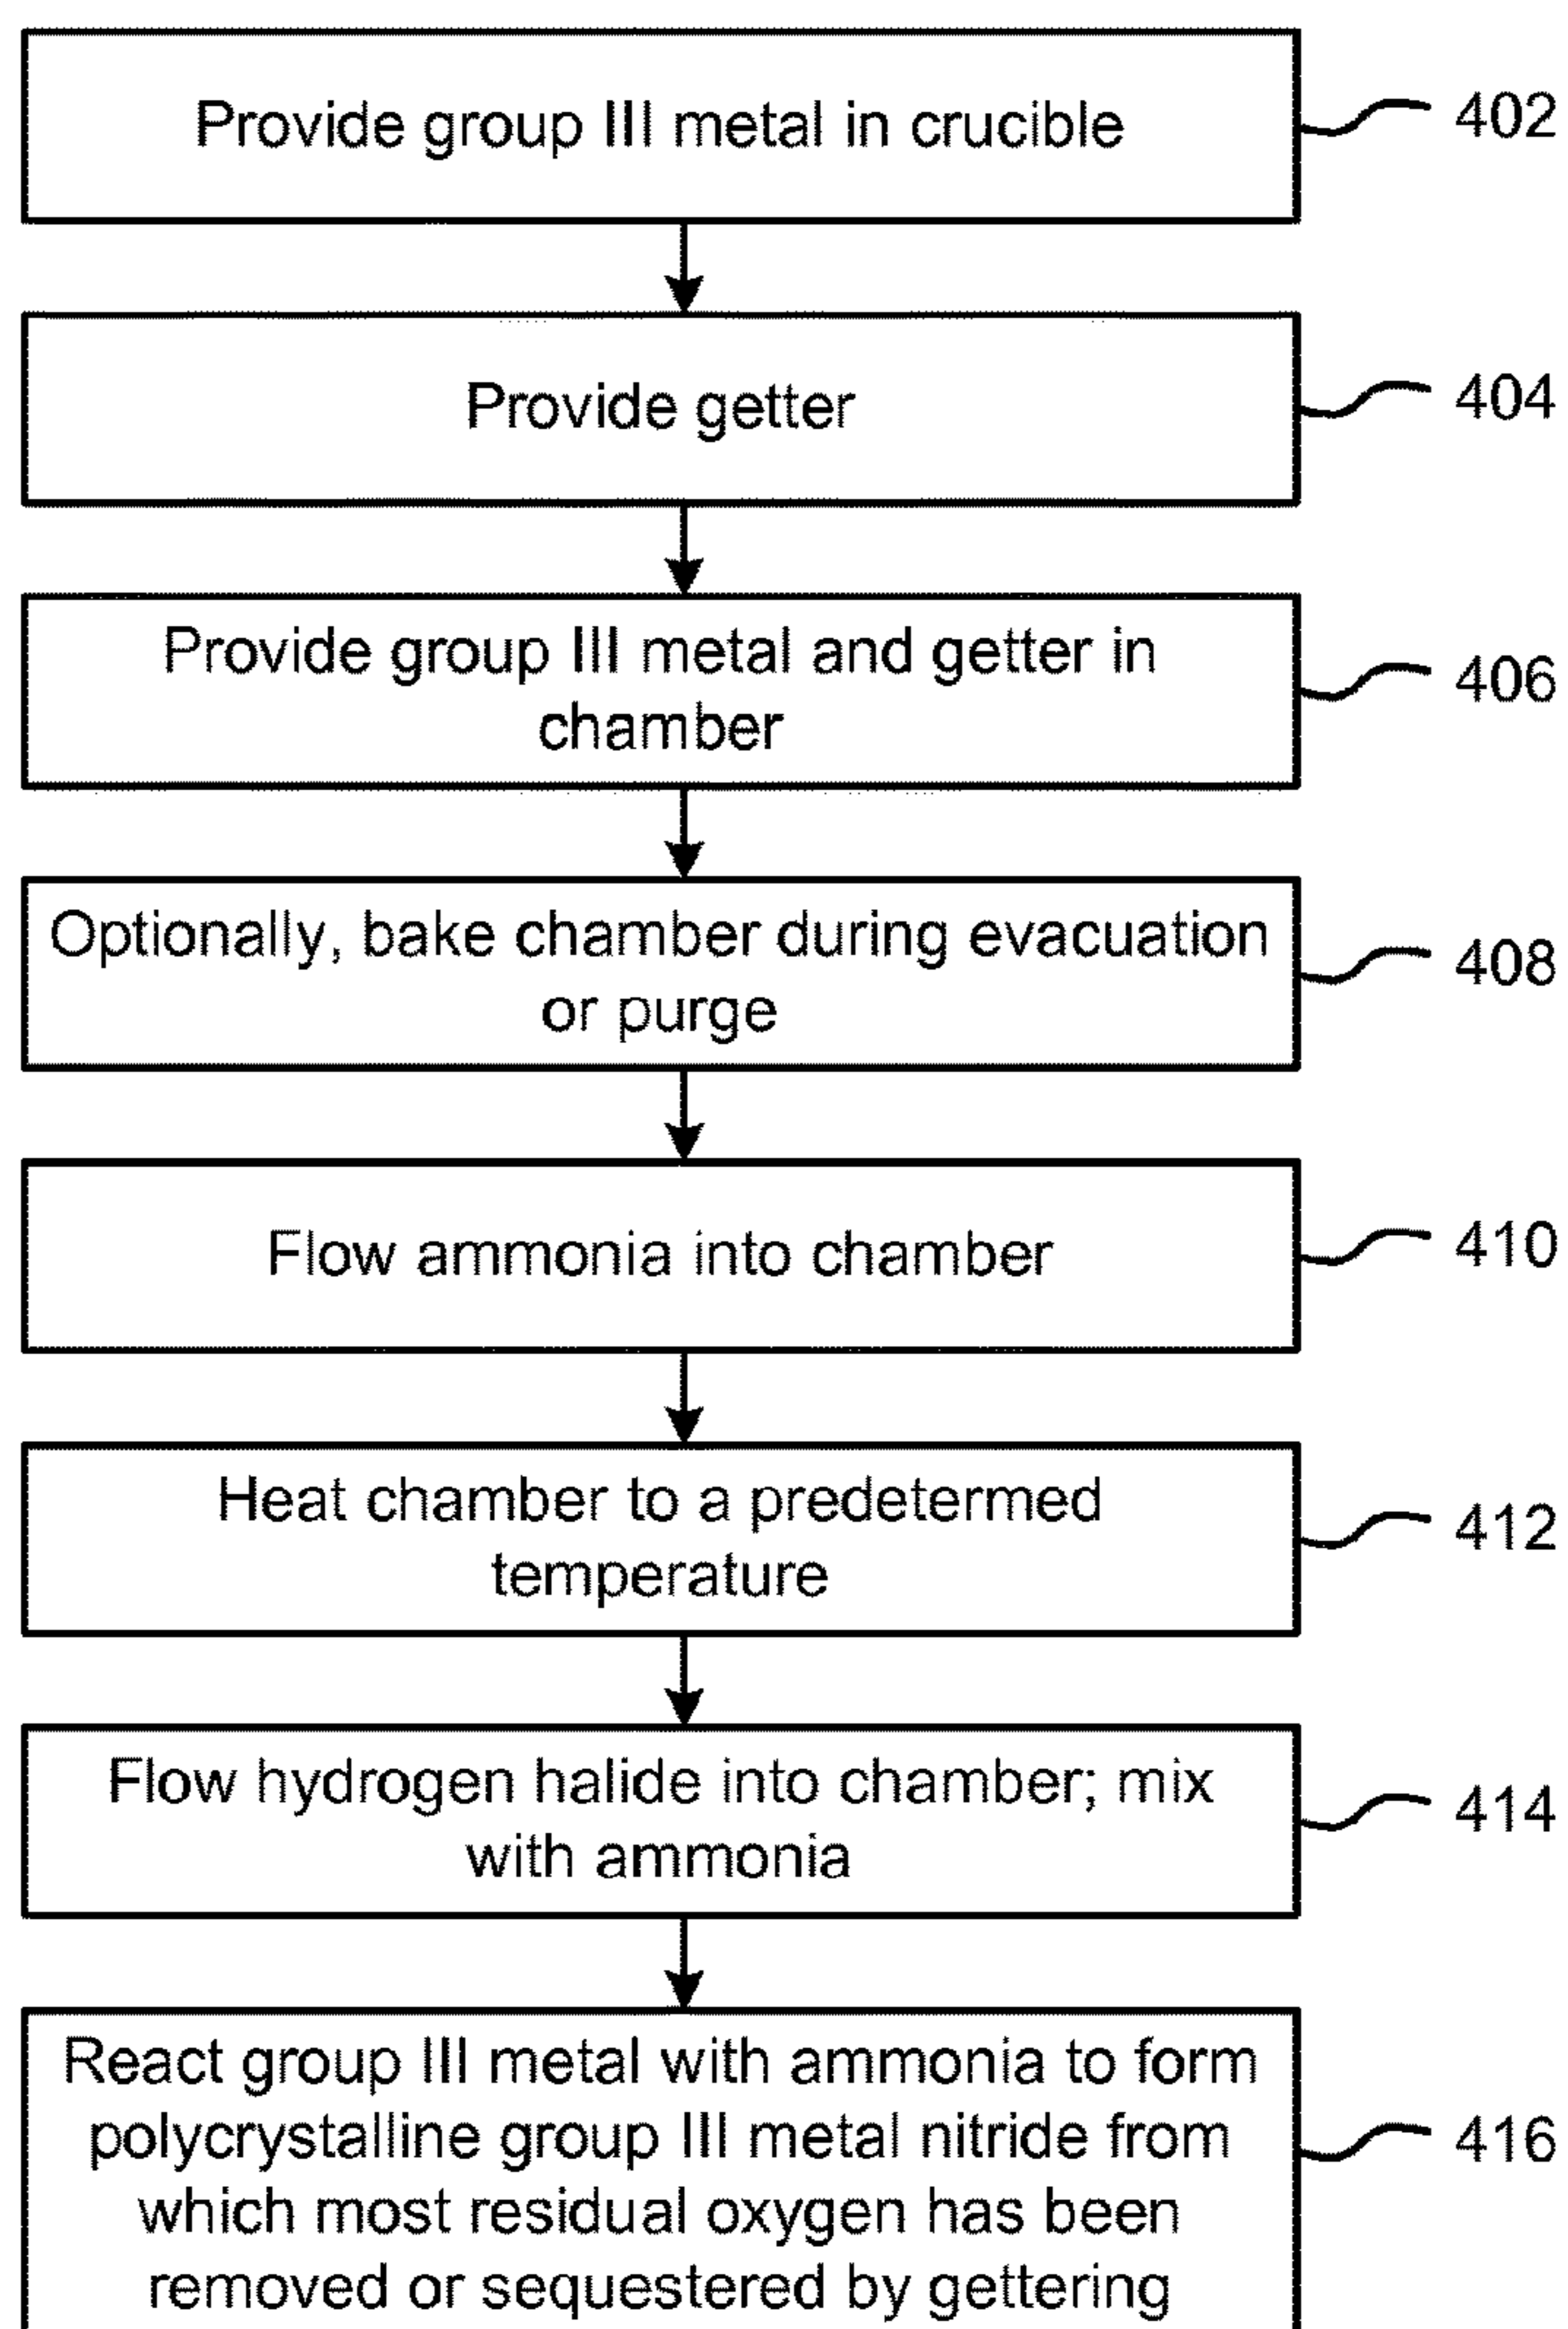 Provide group III metal in crucible
402
Provide getter
404
Provide group III metal and getter in
chamber
406
Optionally, bake chamber during evacuation
or purge
408
Flow ammonia into chamber
410
Heat chamber to a predetermed
temperature
412
Flow hydrogen halide into chamber; mix
with ammonia
414
React group III metal with ammonia to form
polycrystalline group III metal nitride from
which most residual oxygen has been
removed or sequestered by gettering
416